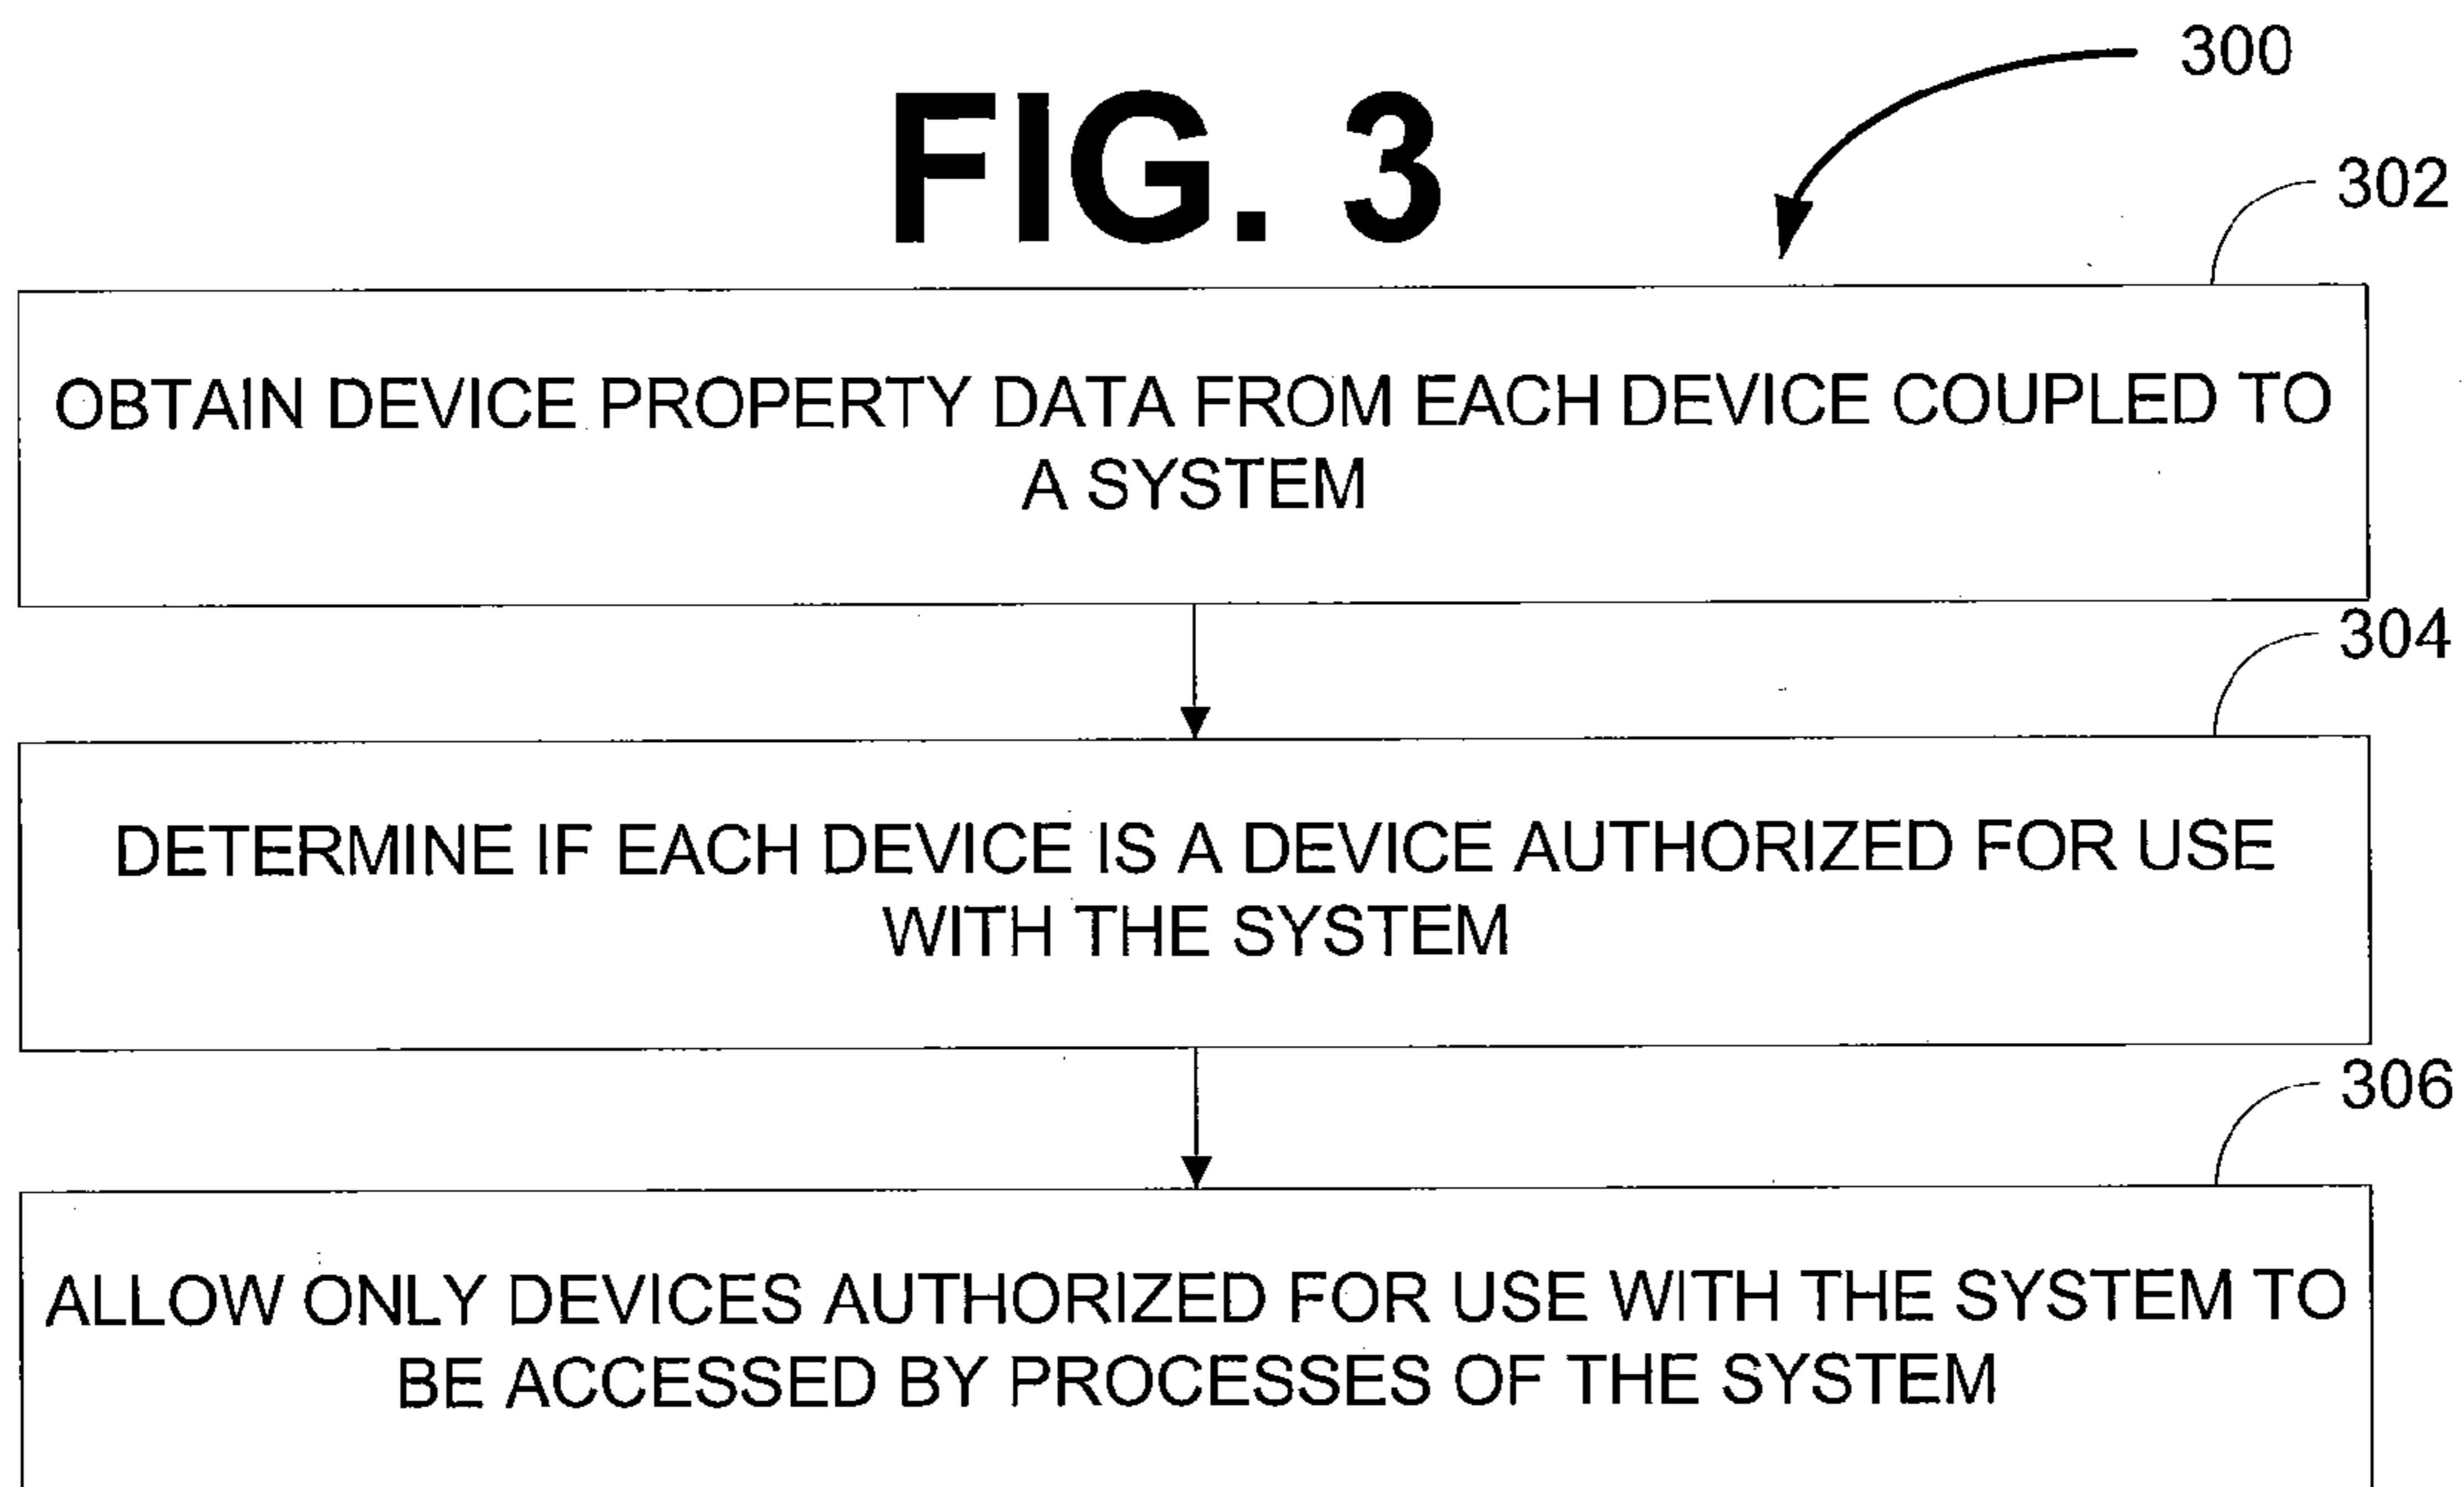 300
FIG. 3
302
OBTAIN DEVICE PROPERTY DATA FROM EACH DEVICE COUPLED TO
A SYSTEM
304
DETERMINE IF EACH DEVICE IS A DEVICE AUTHORIZED FOR USE
WITH THE SYSTEM
306
ALLOW ONLY DEVICES AUTHORIZED FOR USE WITH THE SYSTEM TO
BE ACCESSED BY PROCESSES OF THE SYSTEM